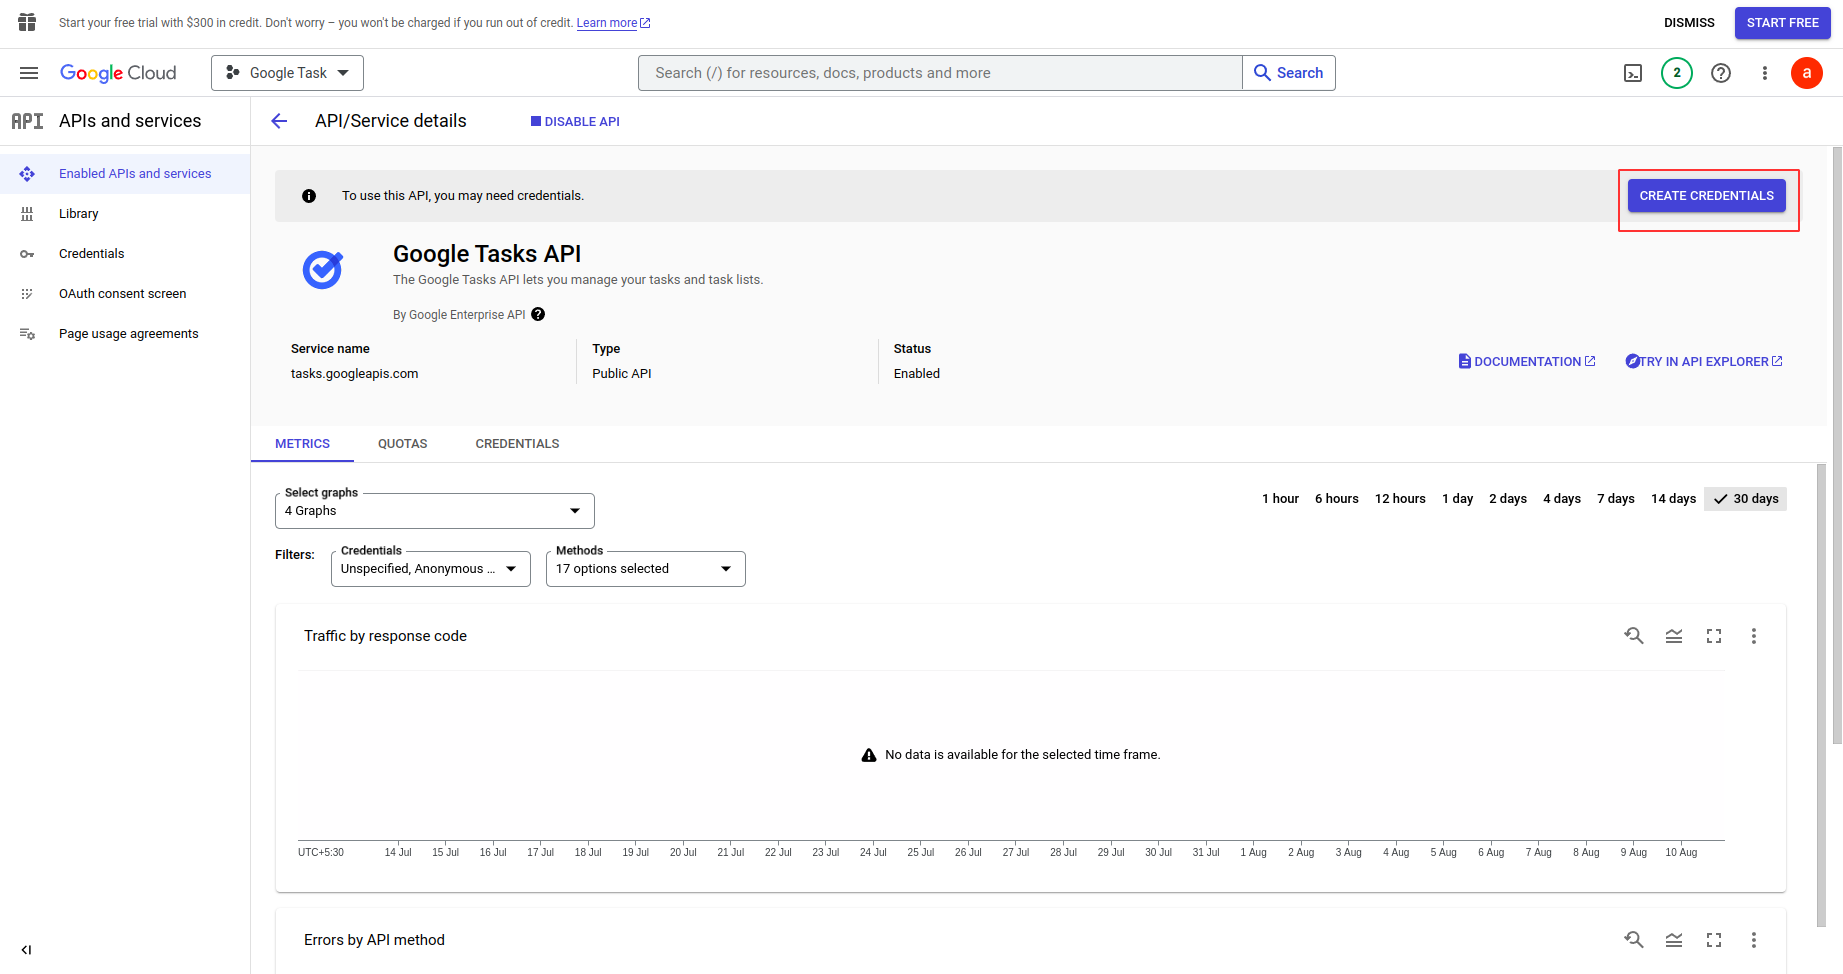 Start your free trial with $300 in credit. Don't worry – you won't be charged if you run out of credit. Learn more
DISMISS
START FREE
Google Cloud
Google Task
Search (/) for resources, docs, products and more
Search
2
a
API
APIs and services
API/Service details
DISABLE API
Enabled APIs and services
Library
Credentials
OAuth consent screen
Page usage agreements
To use this API, you may need credentials.
CREATE CREDENTIALS
Google Tasks API
The Google Tasks API lets you manage your tasks and task lists.
By Google Enterprise API
Service name
tasks.googleapis.com
Type
Public API
Status
Enabled
DOCUMENTATION
TRY IN API EXPLORER
METRICS
QUOTAS
CREDENTIALS
Select graphs
4 Graphs
1 hour
6 hours
12 hours
1 day
2 days
4 days
7 days
14 days
30 days
Filters:
Credentials
Unspecified, Anonymous ...
Methods
17 options selected
Traffic by response code
No data is available for the selected time frame.
UTC+5:30
14 Jul
15 Jul
16 Jul
17 Jul
18 Jul
19 Jul
20 Jul
21 Jul
22 Jul
23 Jul
24 Jul
25 Jul
26 Jul
27 Jul
28 Jul
29 Jul
30 Jul
31 Jul
1 Aug
2 Aug
3 Aug
4 Aug
5 Aug
6 Aug
7 Aug
8 Aug
9 Aug
10 Aug
Errors by API method